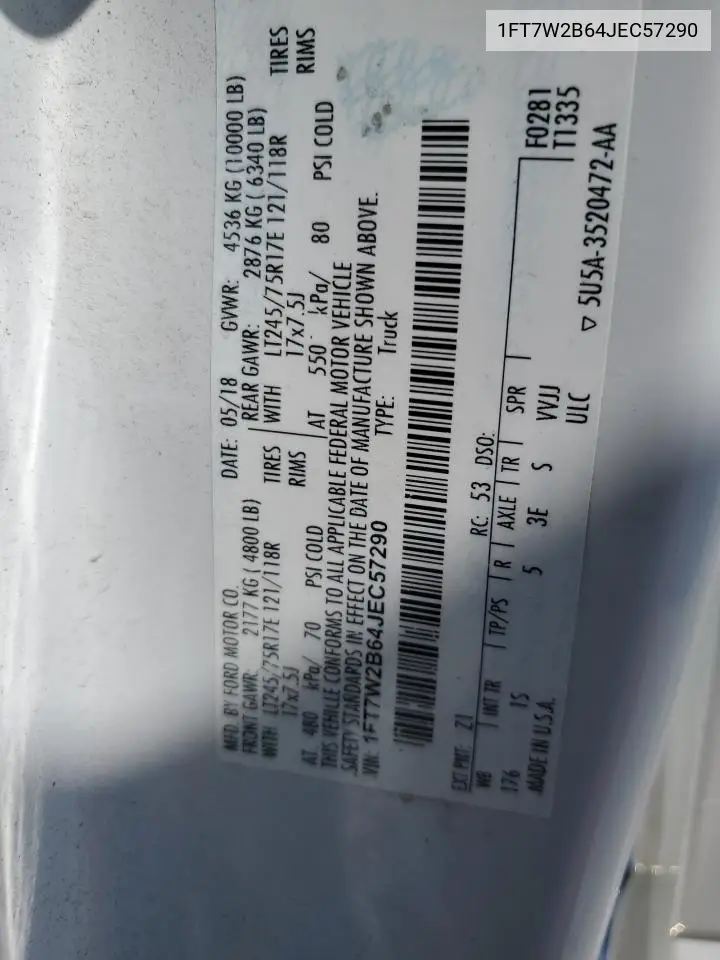 1FT7W2B64JEC57290
MFD. BY FORD MOTOR CO. DATE: 05/18 GVWR: 4536 KG (10000 LB)
FRONT GAWR: 2177 KG ( 4800 LB) REAR GAWR: 2876 KG ( 6340 LB)
WITH LT245/75R17E 121/118R TIRES WITH LT245/75R17E 121/118R TIRES
17x7.5J RIMS 17x7.5J RIMS
AT 480 kPa/ 70 PSI COLD AT 550 kPa/ 80 PSI COLD
THIS VEHICLE CONFORMS TO ALL APPLICABLE FEDERAL MOTOR VEHICLE
SAFETY STANDARDS IN EFFECT ON THE DATE OF MANUFACTURE SHOWN ABOVE.
VIN: 1FT7W2B64JEC57290 TYPE: Truck
F0281
T1335
EXT PNT: Z1 RC: 53 DSO:
WB INT TR TP/PS R AXLE TR SPR
176 1S 5 3E S VVJJ
MADE IN U.S.A. ULC
▽ 5U5A-3520472-AA